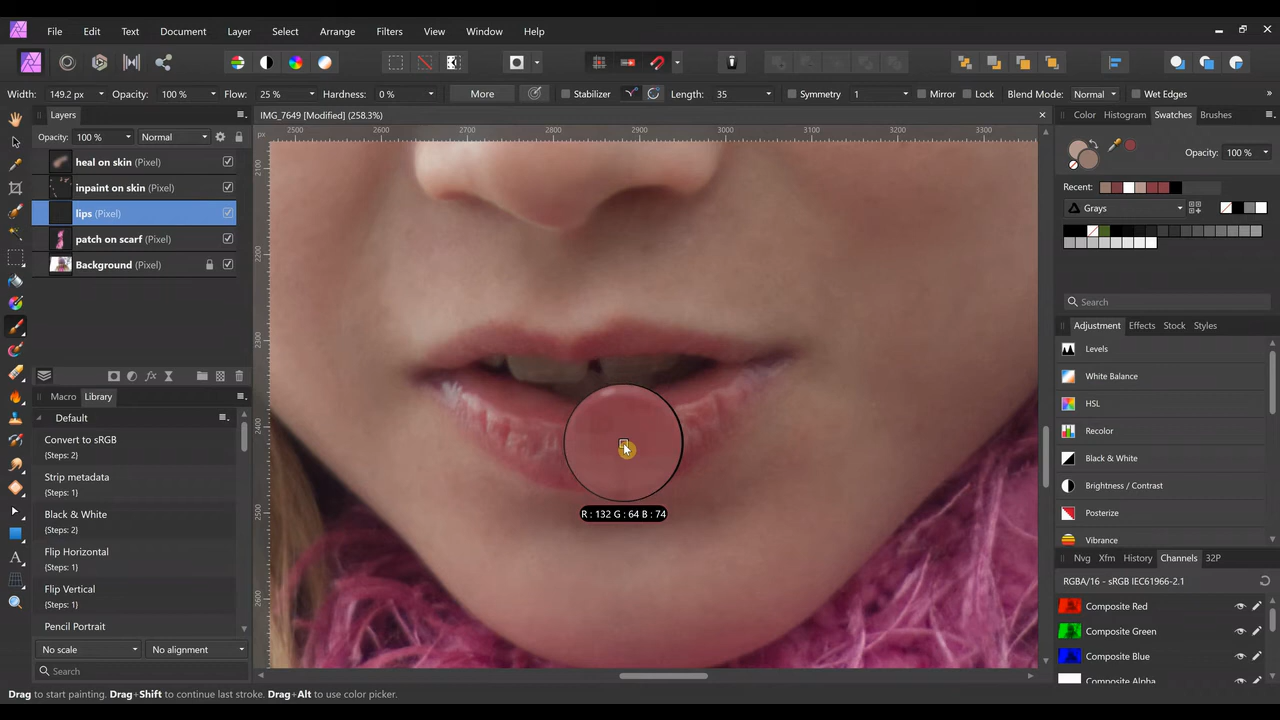 File Edit Text Document Layer Select Arrange Filters View Window Help
Width: 149.2 px Opacity: 100 % Flow: 25 % Hardness: 0 % More Stabilizer Length: 35 Symmetry 1 Mirror Lock Blend Mode: Normal Wet Edges
Layers
Opacity: 100 % Normal
heal on skin (Pixel)
inpaint on skin (Pixel)
lips (Pixel)
patch on scarf (Pixel)
Background (Pixel)
Macro Library
Default
Convert to sRGB
(Steps: 2)
Strip metadata
(Steps: 1)
Black & White
(Steps: 2)
Flip Horizontal
(Steps: 1)
Flip Vertical
(Steps: 1)
Pencil Portrait
No scale No alignment
Search
IMG_7649 [Modified] (258.3%)
px 2500 2600 2700 2800 2900 3000 3100 3200 3300
2100
2200
2300
2400
2500
2600
R : 132 G : 64 B : 74
Color Histogram Swatches Brushes
Opacity: 100 %
Recent:
Grays
Search
Adjustment Effects Stock Styles
Levels
White Balance
HSL
Recolor
Black & White
Brightness / Contrast
Posterize
Vibrance
Nvg Xfm History Channels 32P
RGBA/16 - sRGB IEC61966-2.1
Composite Red
Composite Green
Composite Blue
Composite Alpha
Drag to start painting. Drag+Shift to continue last stroke. Drag+Alt to use color picker.